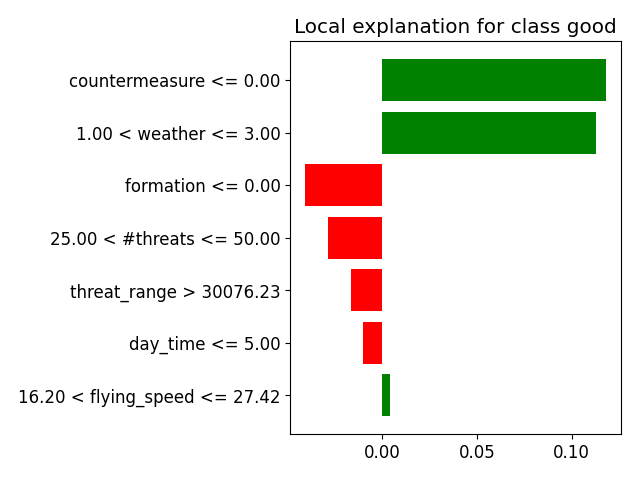 Local explanation for class good
countermeasure <= 0.00
1.00 < weather <= 3.00
formation <= 0.00
25.00 < #threats <= 50.00
threat_range > 30076.23
day_time <= 5.00
16.20 < flying_speed <= 27.42
0.00 0.05 0.10